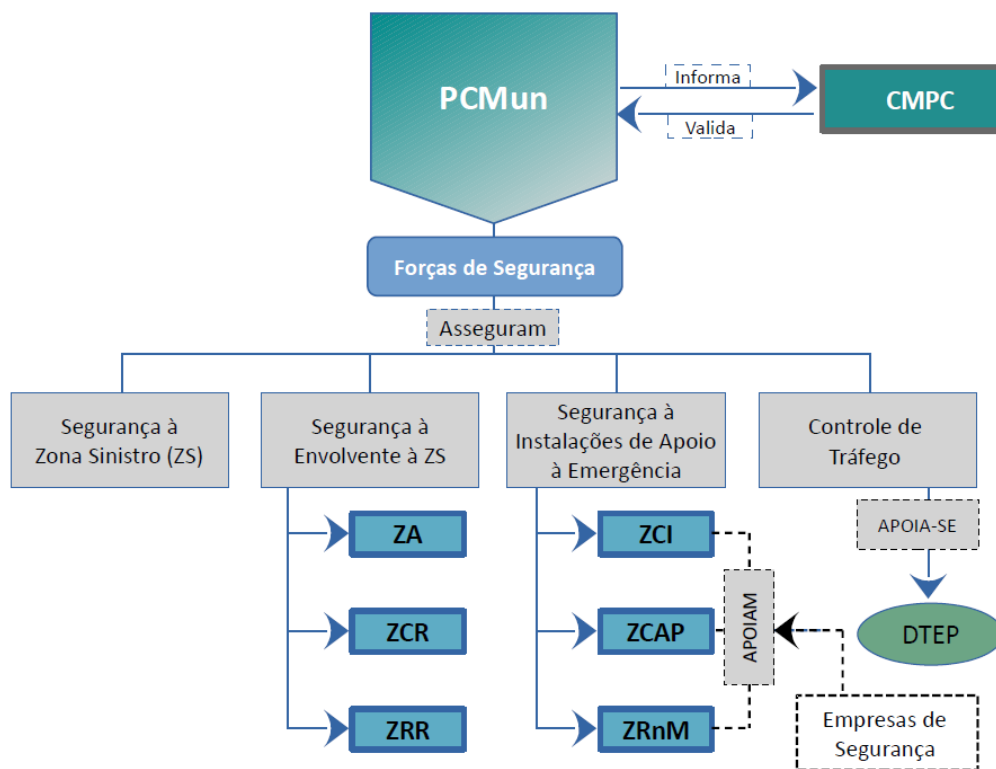 PCMun
Informa
CMPC
Valida
Forças de Segurança
Asseguram
Segurança à
Zona Sinistro (ZS)
Segurança à
Envolvente à ZS
Segurança à
Instalações de Apoio
à Emergência
Controle de
Tráfego
ZA
ZCR
ZRR
ZCI
ZCAP
ZRnM
APOIAM
APOIA-SE
DTEP
Empresas de
Segurança